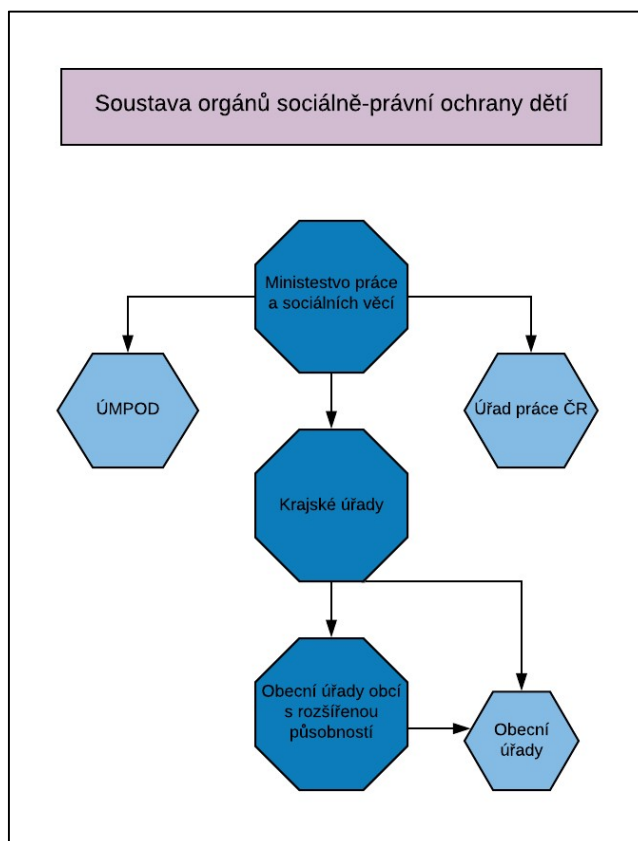 Soustava orgánů sociálně-právní ochrany dětí
Ministestvo práce
a sociálních věcí
ÚMPOD
Úřad práce ČR
Krajské úřady
Obecní úřady obcí
s rozšířenou
působností
Obecní
úřady